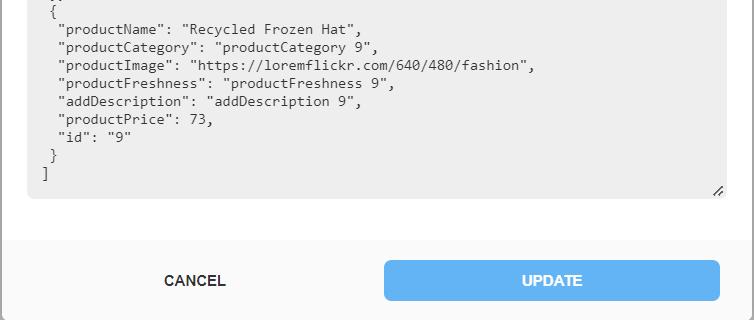 {
"productName": "Recycled Frozen Hat",
"productCategory": "productCategory 9",
"productImage": "https://loremflickr.com/640/480/fashion",
"productFreshness": "productFreshness 9",
"addDescription": "addDescription 9",
"productPrice": 73,
"id": "9"
}
]
CANCEL UPDATE